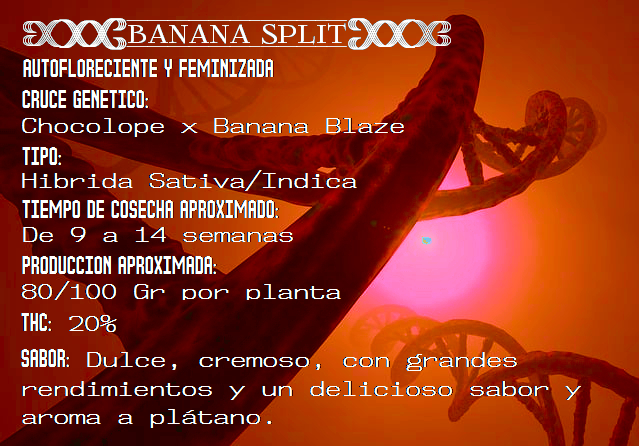 BANANA SPLIT
AUTOFLORECIENTE Y FEMINIZADA
CRUCE GENETICO:
Chocolope x Banana Blaze
TIPO:
Hibrida Sativa/Indica
TIEMPO DE COSECHA APROXIMADO:
De 9 a 14 semanas
PRODUCCION APROXIMADA:
80/100 Gr por planta
THC: 20%
SABOR: Dulce, cremoso, con grandes
rendimientos y un delicioso sabor y
aroma a plátano.